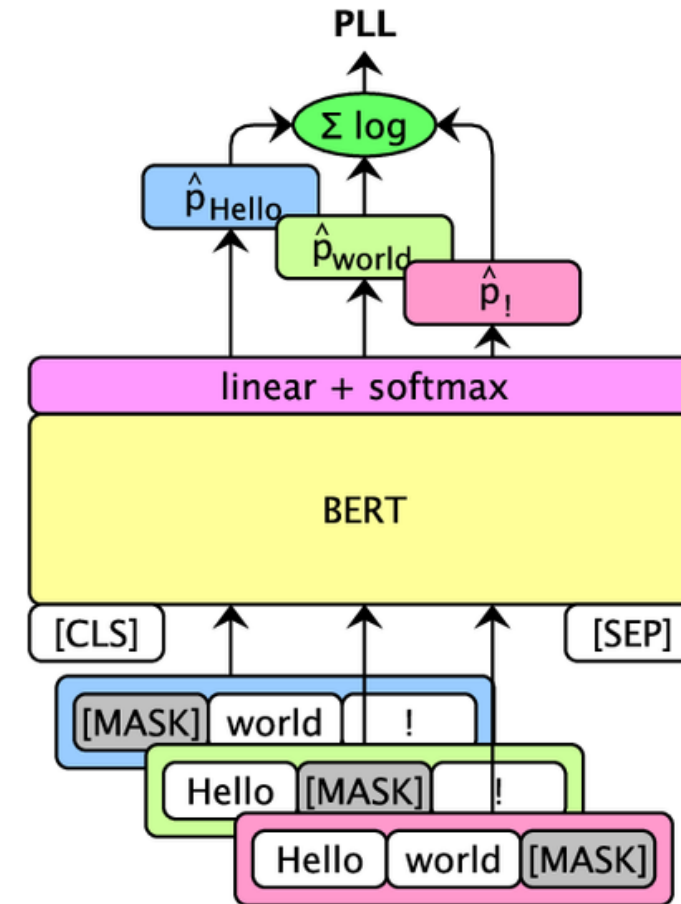 PLL
Σ log
p̂Hello
p̂world
p̂!
linear + softmax
BERT
[CLS] [SEP]
[MASK] world !
Hello [MASK] !
Hello world [MASK]